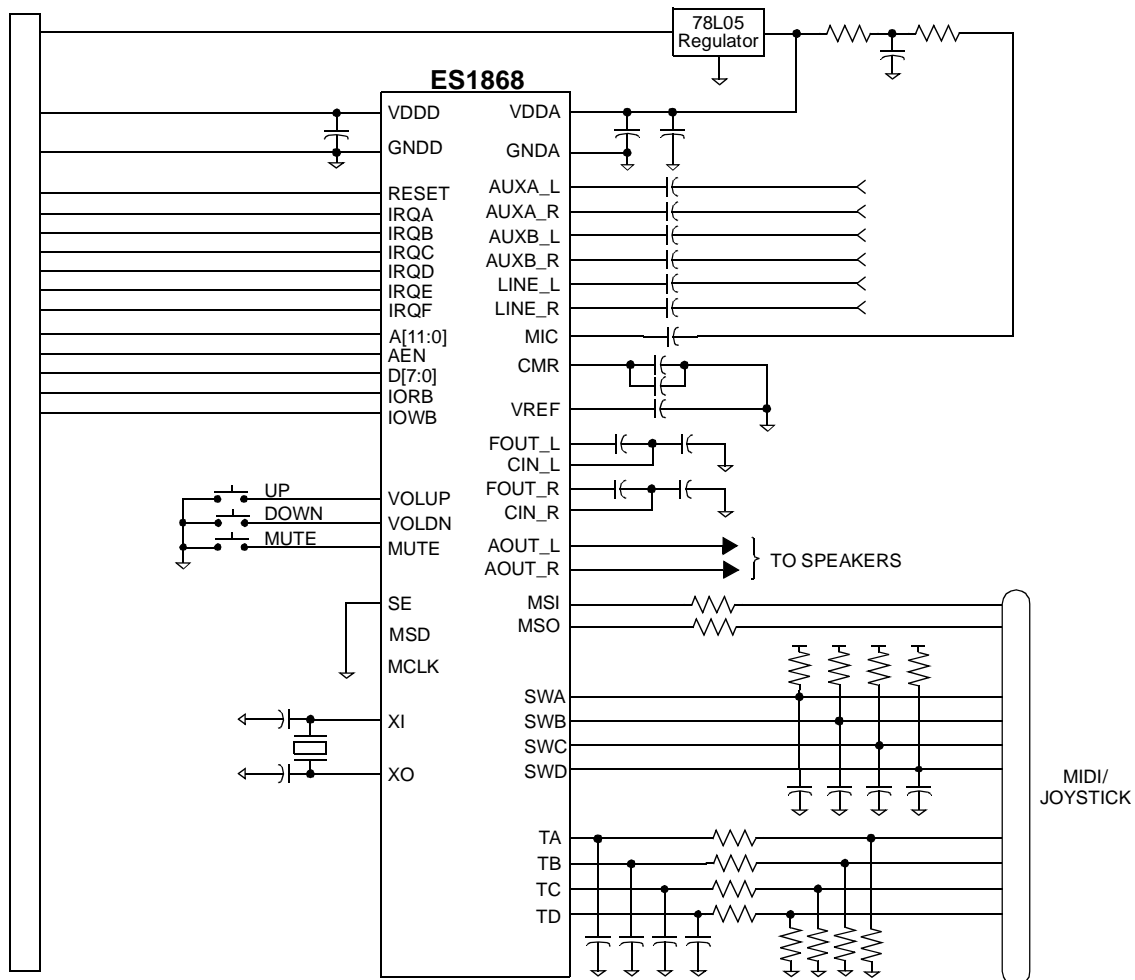 78L05
Regulator
ES1868
VDDD
VDDA
GNDD
GNDA
RESET
AUXA_L
IRQA
AUXA_R
IRQB
AUXB_L
IRQC
AUXB_R
IRQD
LINE_L
IRQE
LINE_R
IRQF
MIC
A[11:0]
AEN
CMR
D[7:0]
IORB
VREF
IOWB
FOUT_L
CIN_L
UP
VOLUP
FOUT_R
CIN_R
DOWN
VOLDN
MUTE
MUTE
AOUT_L
TO SPEAKERS
AOUT_R
SE
MSI
MSO
MSD
MCLK
SWA
XI
SWB
SWC
XO
SWD
MIDI/
JOYSTICK
TA
TB
TC
TD